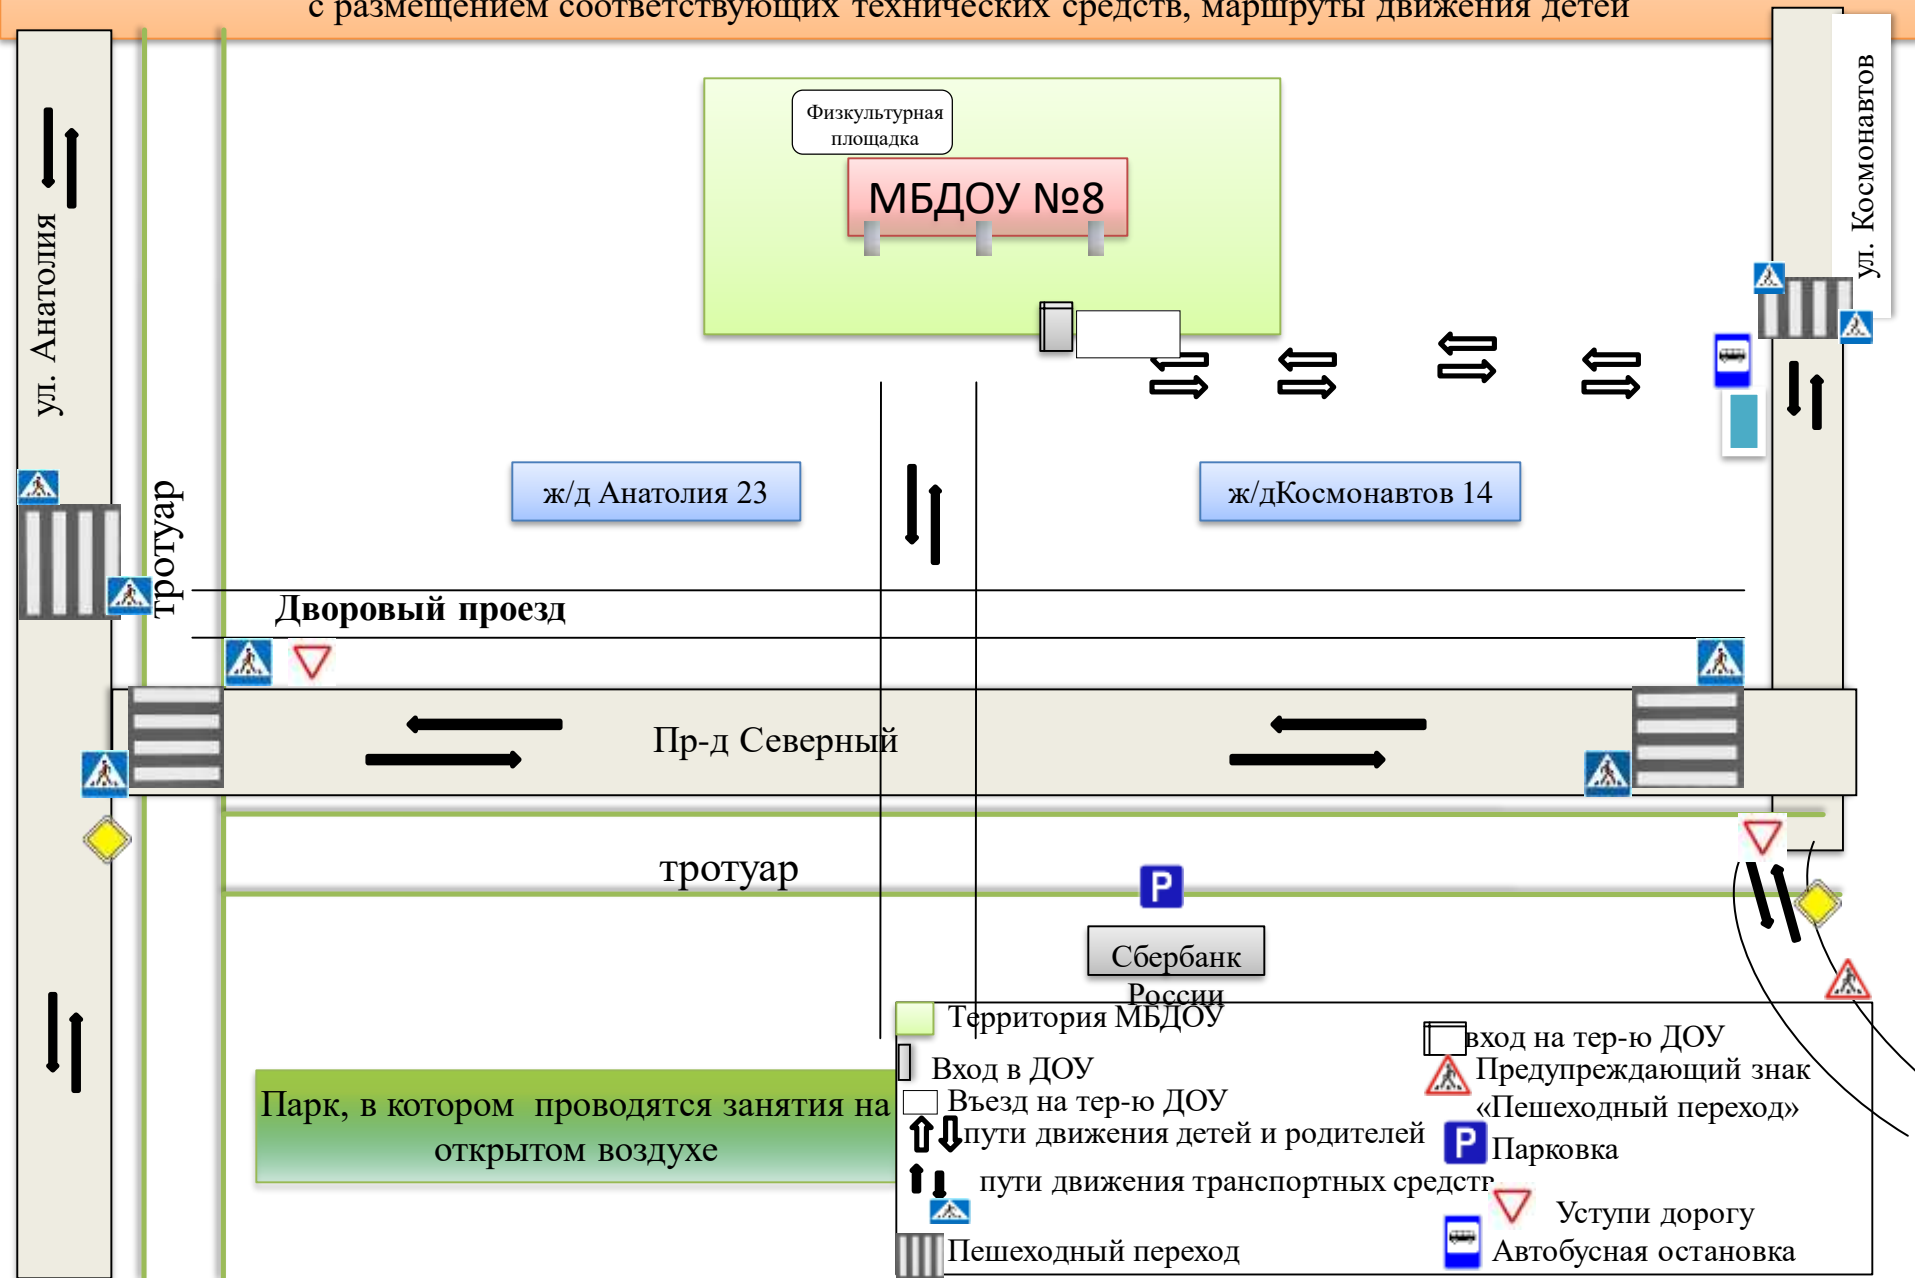 с размещением соответствующих технических средств, маршруты движения детей
Физкультурная
площадка
МБДОУ №8
ул. Космонавтов
ул. Анатолия
ж/д Анатолия 23
ж/дКосмонавтов 14
тротуар
Дворовый проезд
Пр-д Северный
тротуар
P
Сбербанк
России
Парк, в котором проводятся занятия на
открытом воздухе
Территория МБДОУ
Вход в ДОУ
Въезд на тер-ю ДОУ
пути движения детей и родителей
пути движения транспортных средств
Пешеходный переход
вход на тер-ю ДОУ
Предупреждающий знак
«Пешеходный переход»
P Парковка
Уступи дорогу
Автобусная остановка